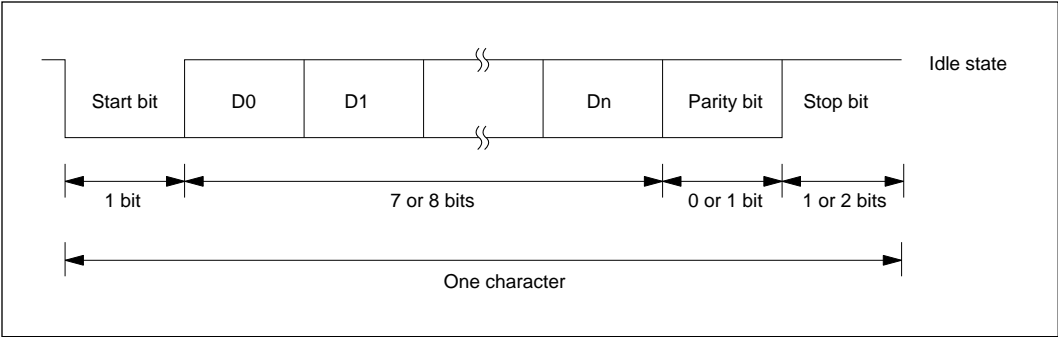 Idle state
Start bit D0 D1 Dn Parity bit Stop bit
1 bit 7 or 8 bits 0 or 1 bit 1 or 2 bits
One character